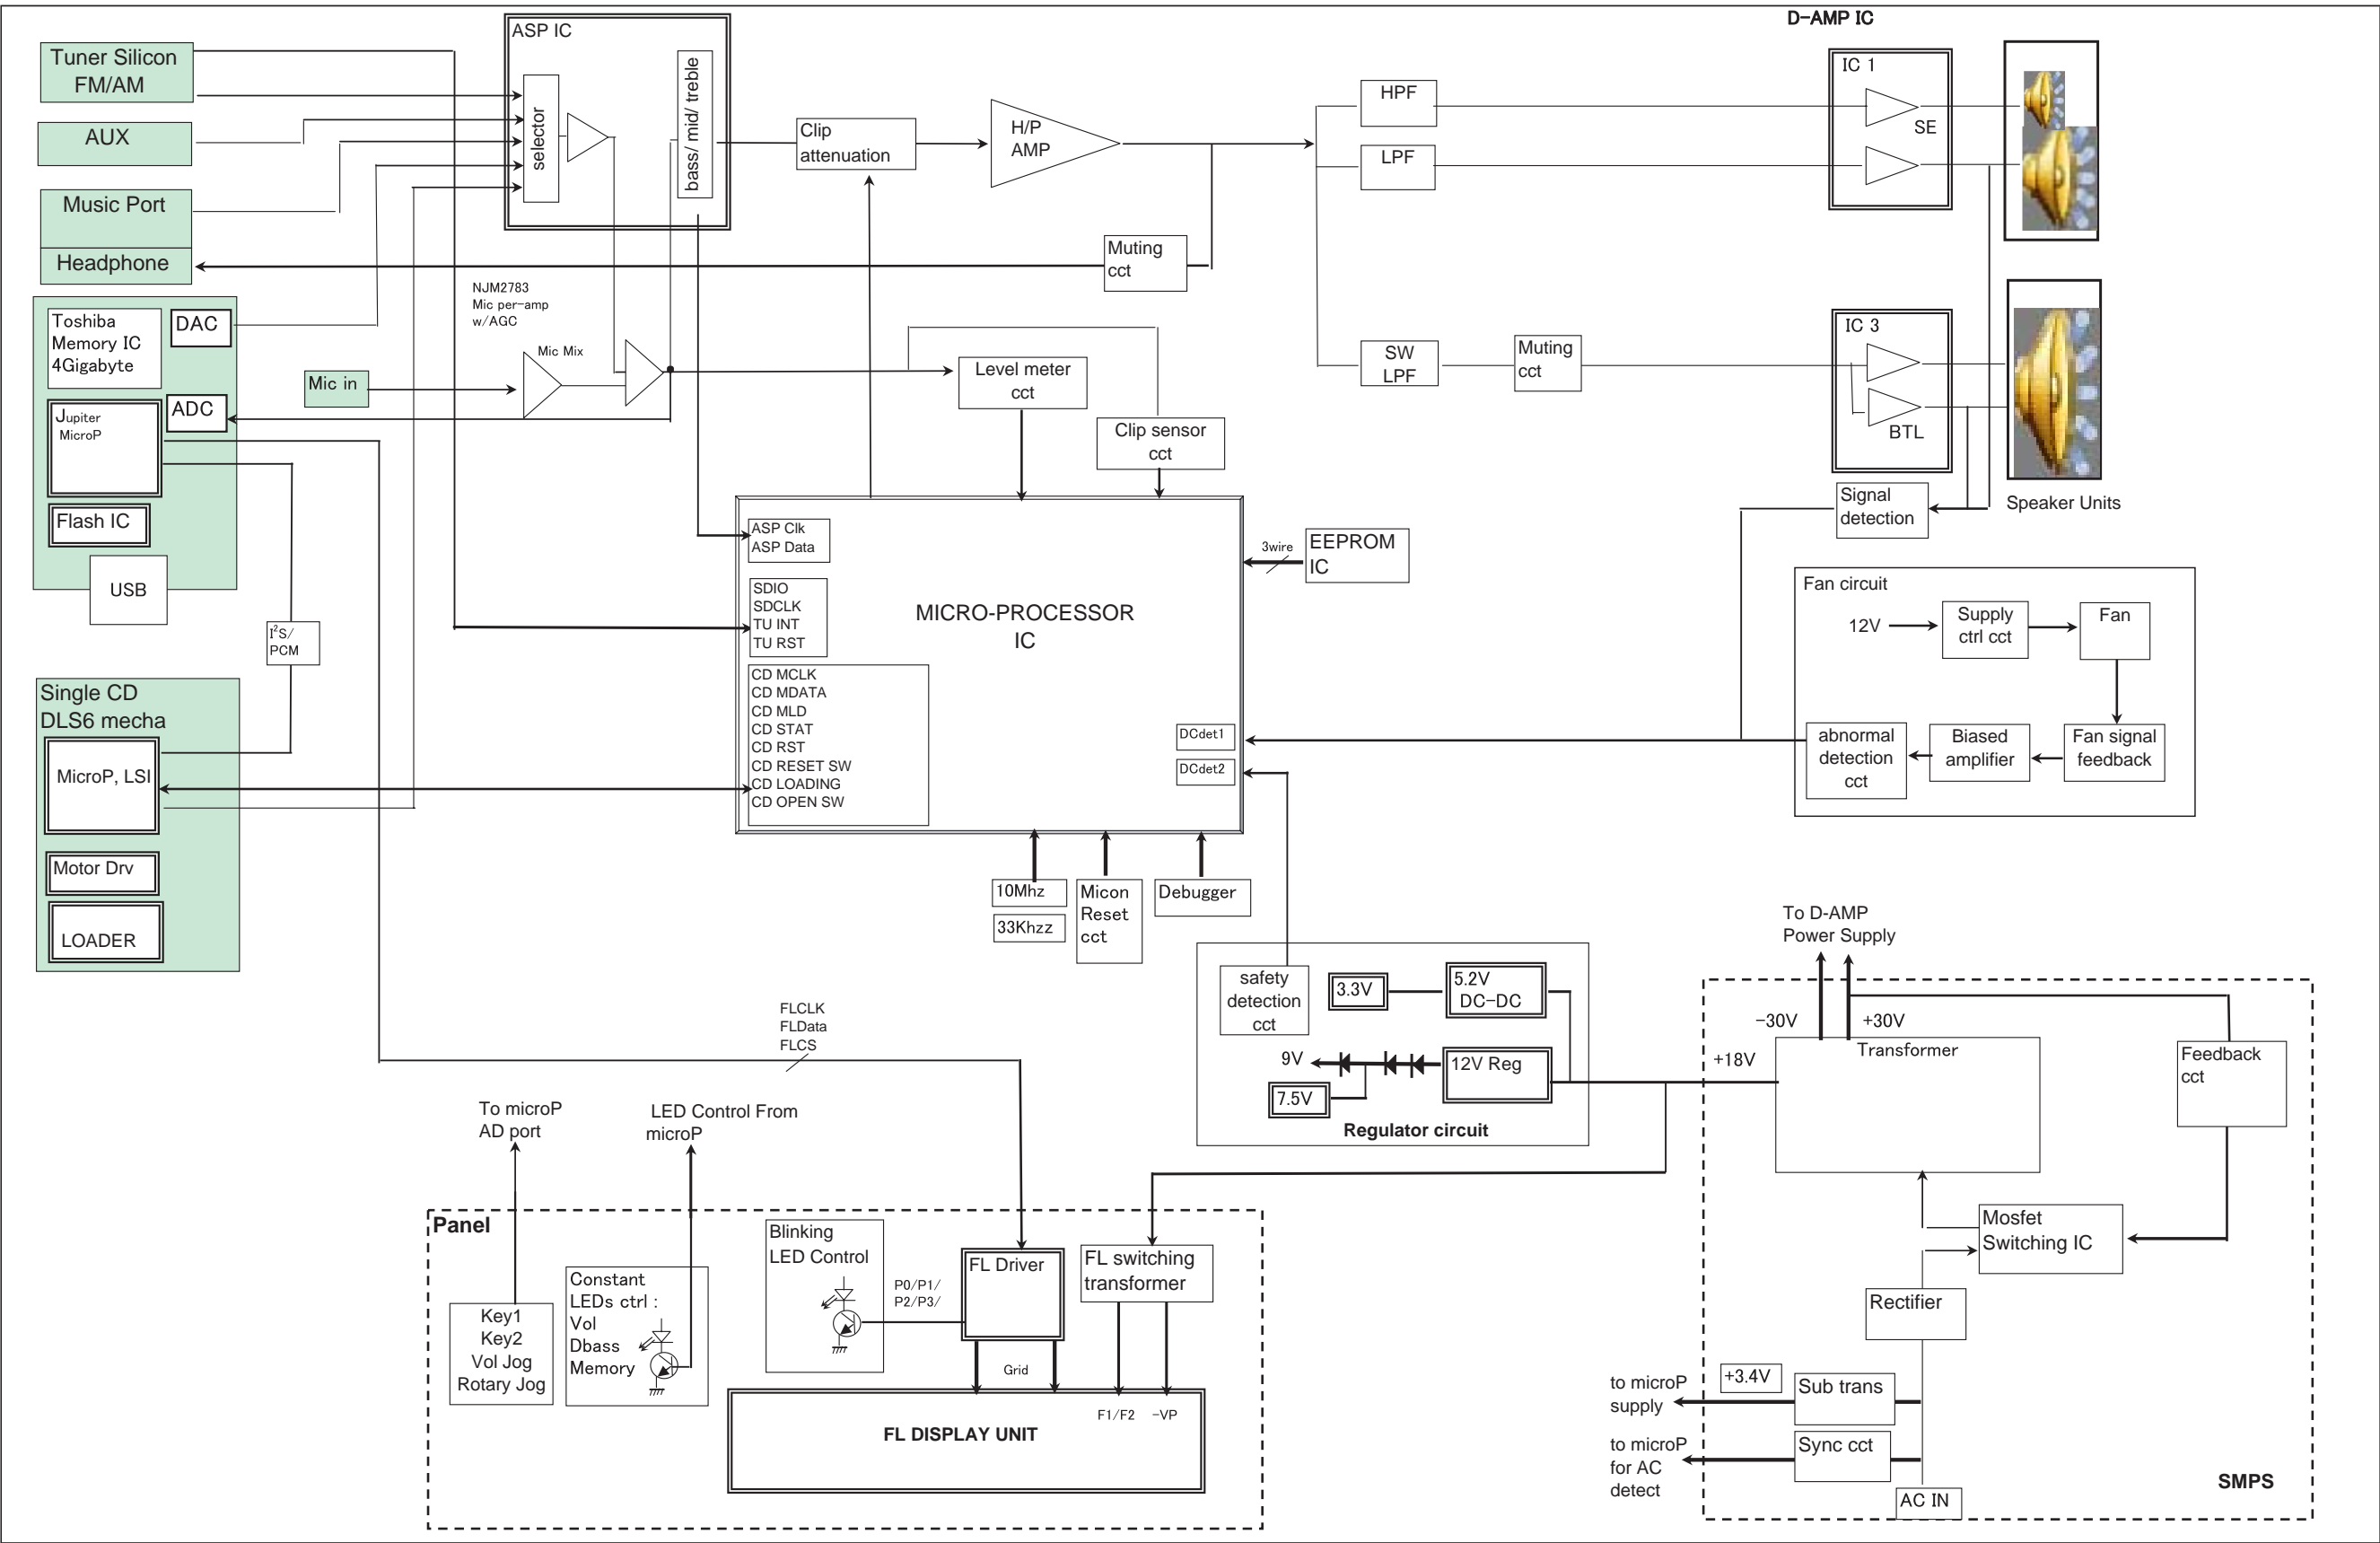 D-AMP IC
ASP IC
Tuner Silicon
FM/AM
AUX
Music Port
Headphone
selector
bass/ mid/ treble
Clip
attenuation
H/P
AMP
HPF
LPF
IC 1
SE
Muting
cct
NJM2783
Mic per-amp
w/AGC
Mic Mix
Mic in
Toshiba
Memory IC
4Gigabyte
DAC
ADC
Jupiter
MicroP
Flash IC
USB
I²S/
PCM
Level meter
cct
Clip sensor
cct
SW
LPF
Muting
cct
IC 3
BTL
Signal
detection
Speaker Units
ASP Clk
ASP Data
SDIO
SDCLK
TU INT
TU RST
CD MCLK
CD MDATA
CD MLD
CD STAT
CD RST
CD RESET SW
CD LOADING
CD OPEN SW
MICRO-PROCESSOR
IC
DCdet1
DCdet2
3wire
EEPROM
IC
Fan circuit
12V
Supply
ctrl cct
Fan
abnormal
detection
cct
Biased
amplifier
Fan signal
feedback
Single CD
DLS6 mecha
MicroP, LSI
Motor Drv
LOADER
10Mhz
33Khzz
Micon
Reset
cct
Debugger
safety
detection
cct
3.3V
5.2V
DC-DC
9V
12V Reg
7.5V
Regulator circuit
To D-AMP
Power Supply
-30V
+30V
+18V
Transformer
Feedback
cct
Mosfet
Switching IC
Rectifier
+3.4V
Sub trans
to microP
supply
Sync cct
to microP
for AC
detect
AC IN
SMPS
FLCLK
FLData
FLCS
To microP
AD port
LED Control From
microP
Panel
Key1
Key2
Vol Jog
Rotary Jog
Constant
LEDs ctrl :
Vol
Dbass
Memory
Blinking
LED Control
P0/P1/
P2/P3/
FL Driver
FL switching
transformer
Grid
F1/F2
-VP
FL DISPLAY UNIT